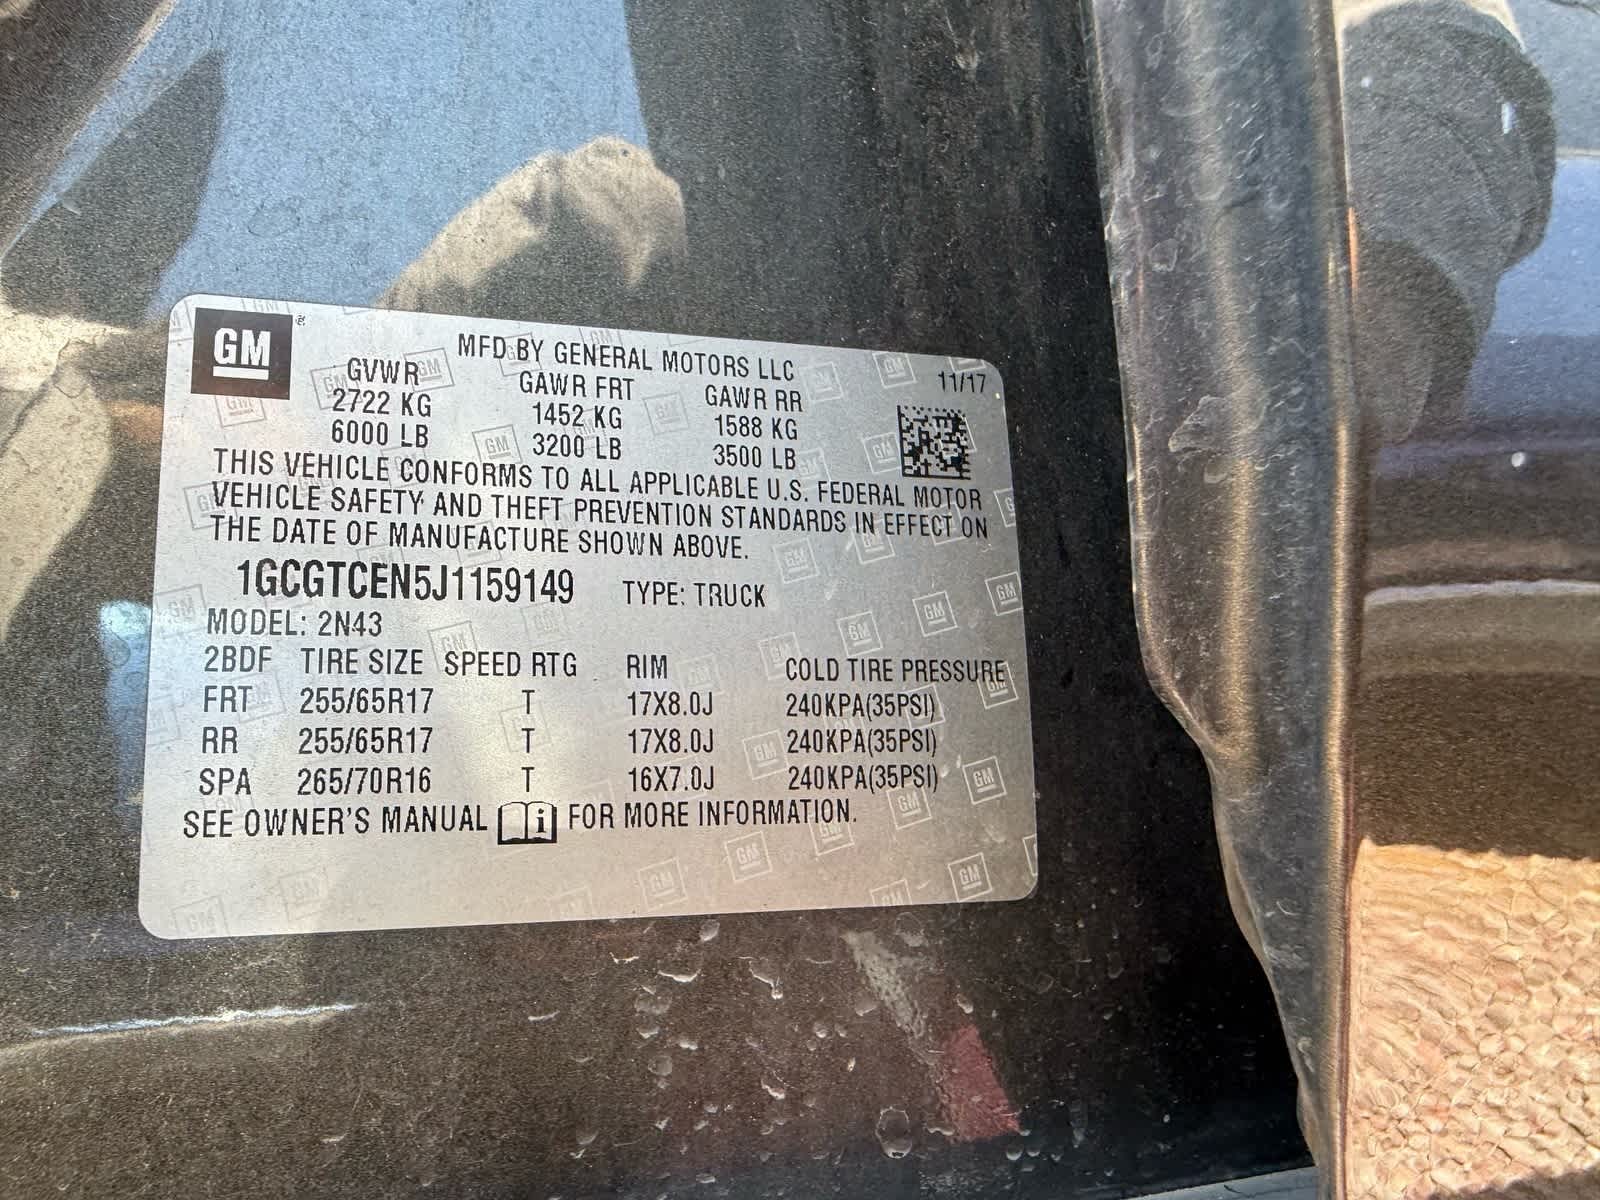 GM
MFD BY GENERAL MOTORS LLC
11/17
GVWR GAWR FRT GAWR RR
2722 KG 1452 KG 1588 KG
6000 LB 3200 LB 3500 LB
THIS VEHICLE CONFORMS TO ALL APPLICABLE U.S. FEDERAL MOTOR
VEHICLE SAFETY AND THEFT PREVENTION STANDARDS IN EFFECT ON
THE DATE OF MANUFACTURE SHOWN ABOVE.
1GCGTCEN5J1159149 TYPE: TRUCK
MODEL: 2N43
2BDF TIRE SIZE SPEED RTG RIM COLD TIRE PRESSURE
FRT 255/65R17 T 17X8.0J 240KPA(35PSI)
RR 255/65R17 T 17X8.0J 240KPA(35PSI)
SPA 265/70R16 T 16X7.0J 240KPA(35PSI)
SEE OWNER'S MANUAL i FOR MORE INFORMATION.